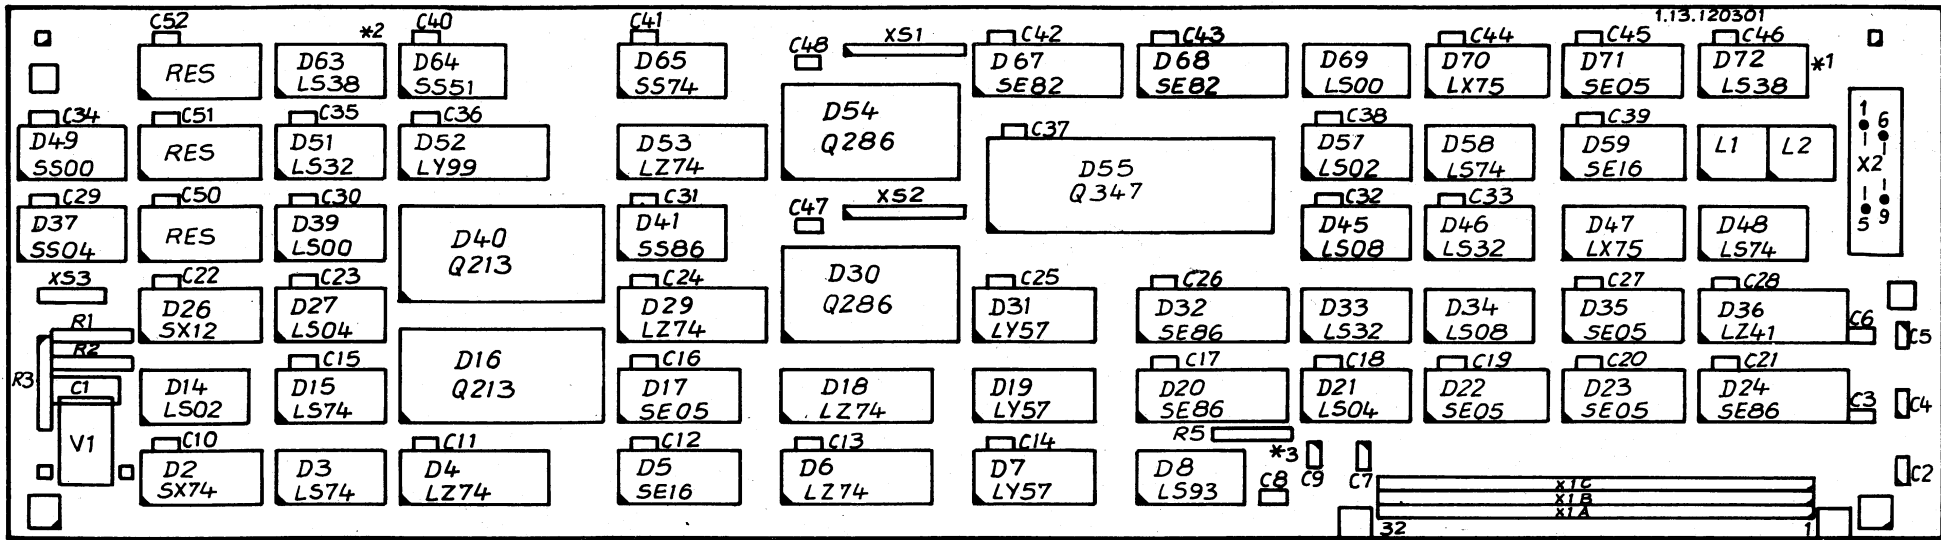 1.13.120301
C52 *2 C40 C41 C48 XS1 C42 C43 C44 C45 C46
RES D63 D64 D65 D67 D68 D69 D70 D71 D72 *1
LS38 SS51 SS74 SE82 SE82 LS00 LX75 SE05 LS38
C34 C51 C35 C36 D54 C37 C38 C39 1 6
Q286
D49 RES D51 D52 D53 D55 D57 D58 D59 L1 L2 X2
SS00 LS32 LY99 LZ74 Q347 LS02 LS74 SE16
C29 C50 C30 C31 C47 XS2 C32 C33 5 9
D37 RES D39 D40 D41 D45 D46 D47 D48
SS04 LS00 Q213 SS86 LS08 LS32 LX75 LS74
XS3 C22 C23 C24 C25 C26 C27 C28
D26 D27 D29 D30 D31 D32 D33 D34 D35 D36
SX12 LS04 LZ74 Q286 LY57 SE86 LS32 LS08 SE05 LZ41
R1 C6 C5
R2 C15 C16 C17 C18 C19 C20 C21
R3 C1 D14 D15 D16 D17 D18 D19 D20 D21 D22 D23 D24
LS02 LS74 Q213 SE05 LZ74 LY57 SE86 LS04 SE05 SE05 SE86 C3 C4
V1 C10 C11 C12 C13 C14 R5 *3
D2 D3 D4 D5 D6 D7 D8 C8 C9 C7 C2
SX74 LS74 LZ74 SE16 LZ74 LY57 LS93
X1C
X1B
X1A
32 1